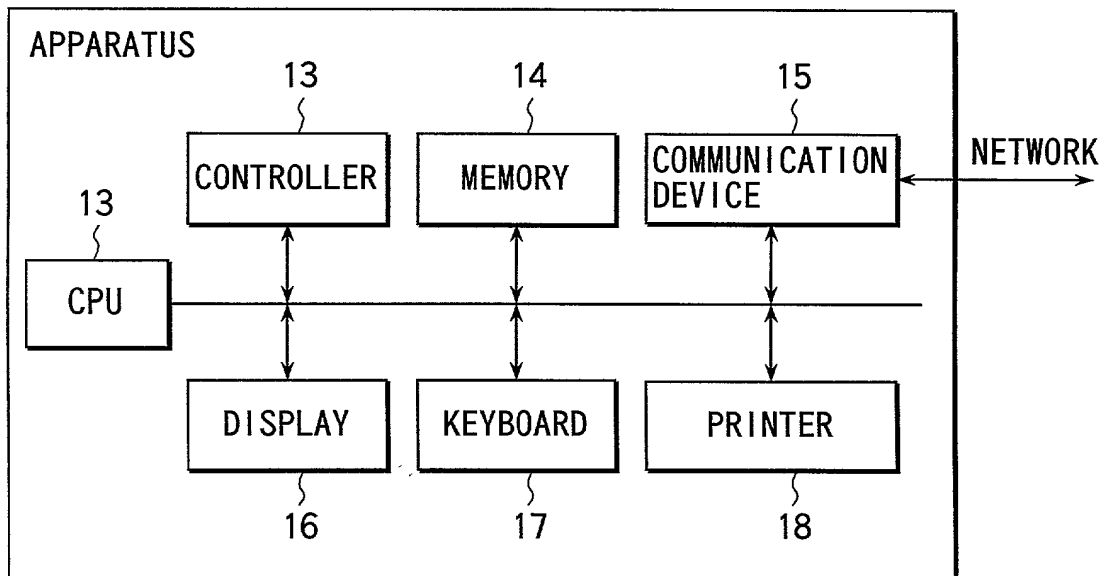 APPARATUS
13
14
15
CONTROLLER
MEMORY
COMMUNICATION
DEVICE
NETWORK
13
CPU
DISPLAY
KEYBOARD
PRINTER
16
17
18